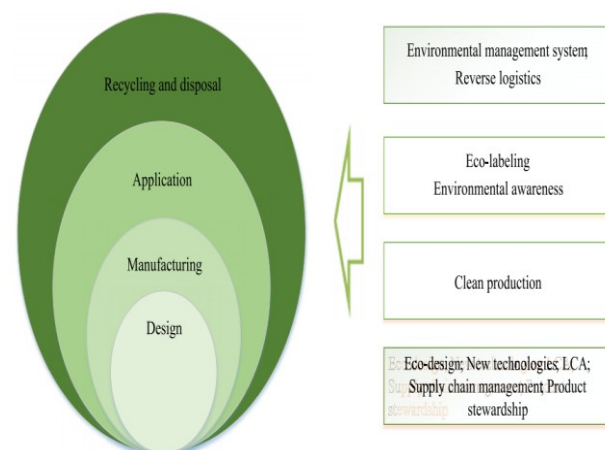 Recycling and disposal
Application
Manufacturing
Design
Environmental management system;
Reverse logistics
Eco-labeling
Environmental awareness
Clean production
Eco-design; New technologies; LCA;
Supply chain management; Product
stewardship